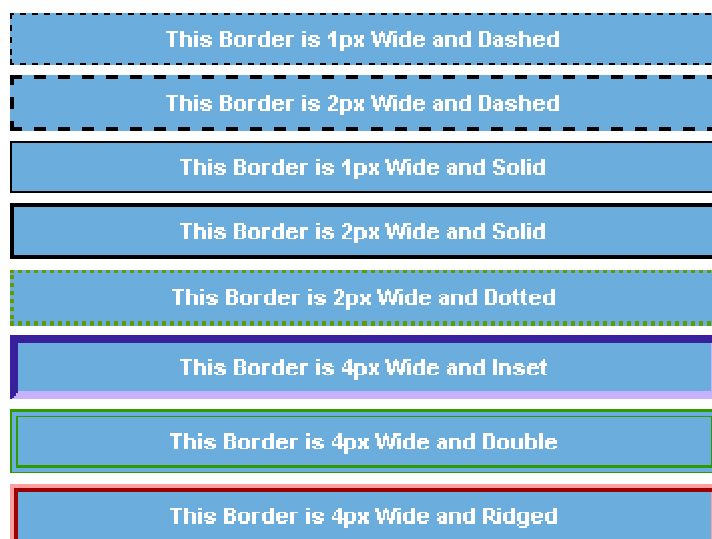 This Border is 1px Wide and Dashed
This Border is 2px Wide and Dashed
This Border is 1px Wide and Solid
This Border is 2px Wide and Solid
This Border is 2px Wide and Dotted
This Border is 4px Wide and Inset
This Border is 4px Wide and Double
This Border is 4px Wide and Ridged